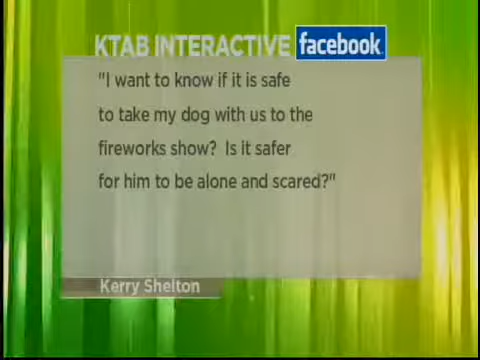 KTAB INTERACTIVE facebook
"I want to know if it is safe
to take my dog with us to the
fireworks show? Is it safer
for him to be alone and scared?"
Kerry Shelton